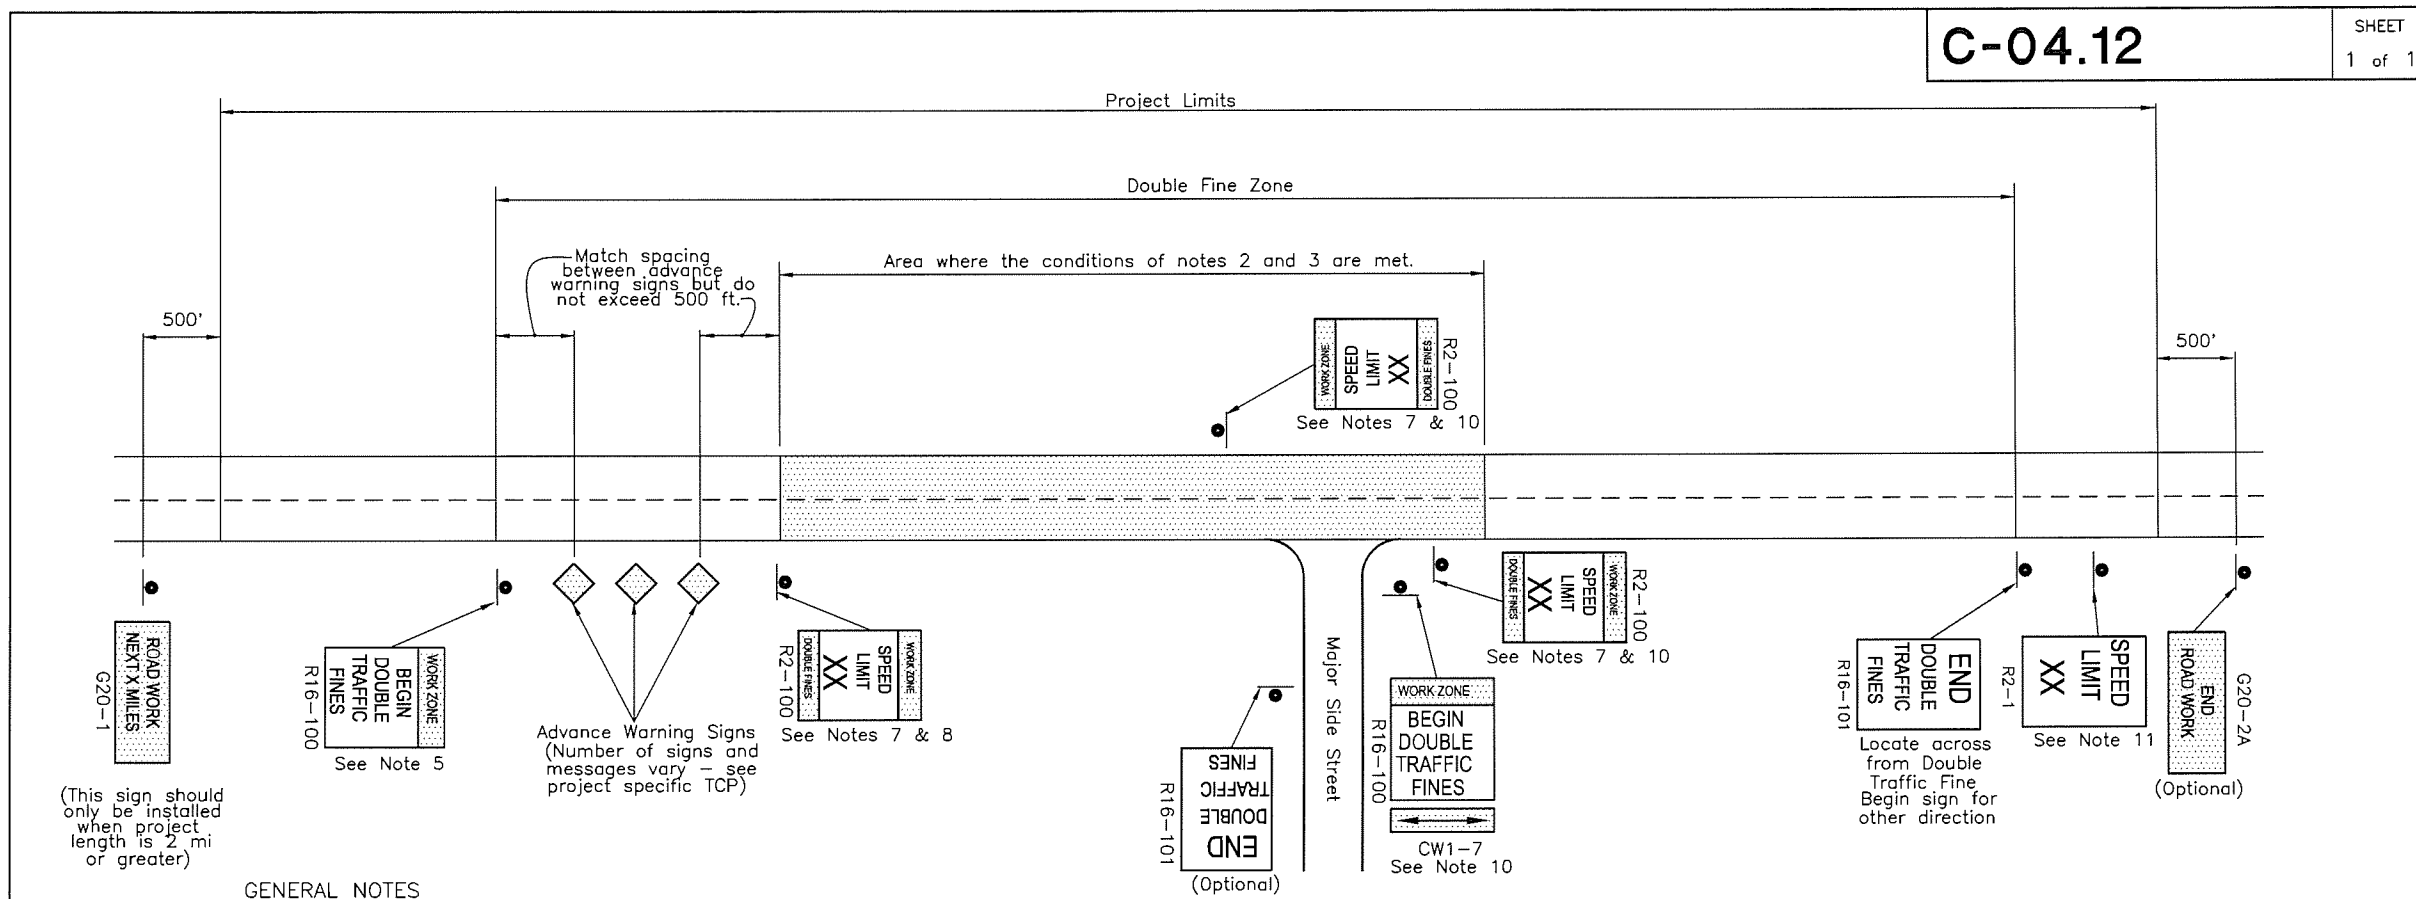 C-04.12
SHEET
1 of 1
Project Limits
Double Fine Zone
Match spacing
between advance
warning signs but do
not exceed 500 ft.
Area where the conditions of notes 2 and 3 are met.
500'
500'
WORK ZONE
SPEED
LIMIT
XX
DOUBLE FINES
R2-100
See Notes 7 & 10
ROAD WORK
NEXT X MILES
G20-1
(This sign should
only be installed
when project
length is 2 mi
or greater)
WORK ZONE
BEGIN
DOUBLE
TRAFFIC
FINES
R16-100
See Note 5
Advance Warning Signs
(Number of signs and
messages vary - see
project specific TCP)
WORK ZONE
SPEED
LIMIT
XX
DOUBLE FINES
R2-100
See Notes 7 & 8
END
DOUBLE
TRAFFIC
FINES
R16-101
(Optional)
Major Side Street
WORK ZONE
BEGIN
DOUBLE
TRAFFIC
FINES
R16-100
CW1-7
See Note 10
R2-100
WORK ZONE
SPEED
LIMIT
XX
DOUBLE FINES
See Notes 7 & 10
END
DOUBLE
TRAFFIC
FINES
R16-101
Locate across
from Double
Traffic Fine
Begin sign for
other direction
SPEED
LIMIT
XX
R2-1
See Note 11
G20-2A
END
ROAD WORK
(Optional)
GENERAL NOTES